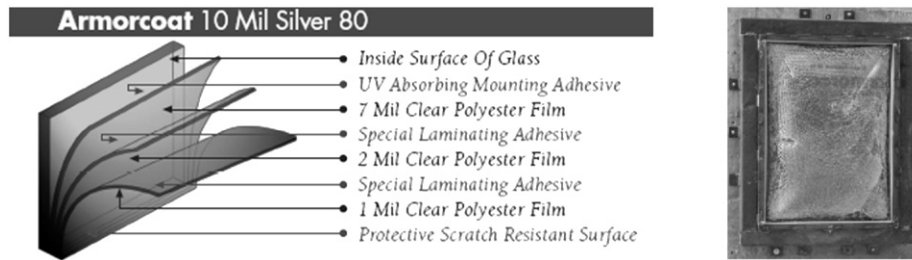 Armorcoat 10 Mil Silver 80
Inside Surface Of Glass
UV Absorbing Mounting Adhesive
7 Mil Clear Polyester Film
Special Laminating Adhesive
2 Mil Clear Polyester Film
Special Laminating Adhesive
1 Mil Clear Polyester Film
Protective Scratch Resistant Surface